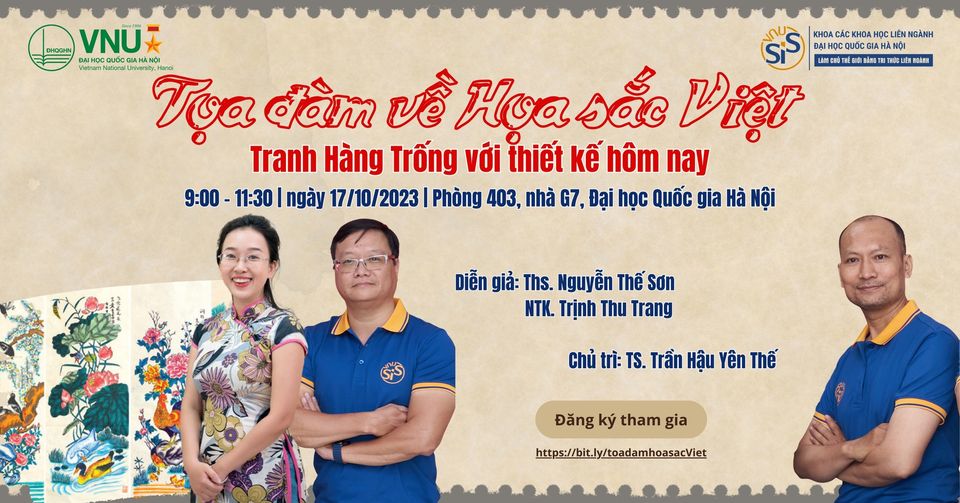 Since 1906
VNU
ĐHQGHN
ĐẠI HỌC QUỐC GIA HÀ NỘI
Vietnam National University, Hanoi
VNU
SIS
KHOA CÁC KHOA HỌC LIÊN NGÀNH
ĐẠI HỌC QUỐC GIA HÀ NỘI
LÀM CHỦ THẾ GIỚI BẰNG TRI THỨC LIÊN NGÀNH
Tọa đàm về Họa sắc Việt
Tranh Hàng Trống với thiết kế hôm nay
9:00 - 11:30 | ngày 17/10/2023 | Phòng 403, nhà G7, Đại học Quốc gia Hà Nội
Diễn giả: Ths. Nguyễn Thế Sơn
NTK. Trịnh Thu Trang
Chủ trì: TS. Trần Hậu Yên Thế
VNU
SIS
Đăng ký tham gia
https://bit.ly/toadamhoasacViet